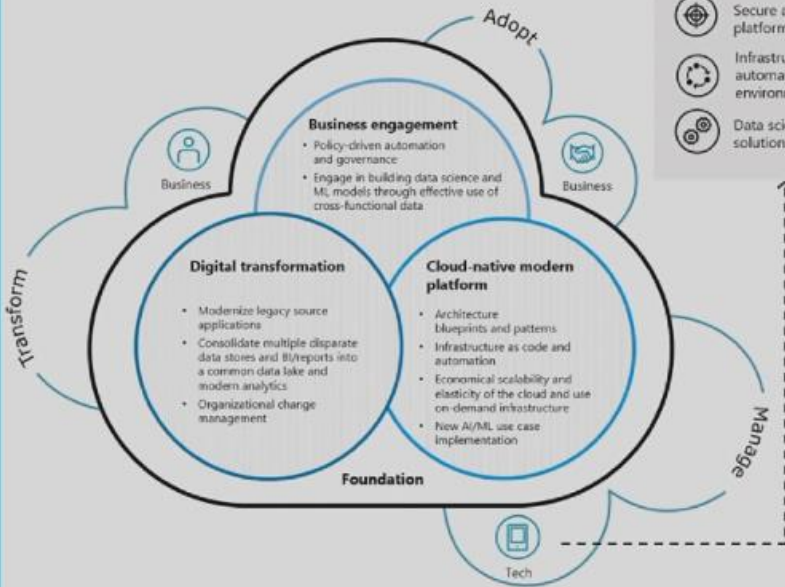 Adopt
Secure a
platform
Infrastru
automa
environ
Data scie
solution
Business
Business
Business engagement
• Policy-driven automation
and governance
• Engage in building data science and
ML models through effective use of
cross-functional data
Transform
Digital transformation
• Modernize legacy source
applications
• Consolidate multiple disparate
data stores and BI/reports into
a common data lake and
modern analytics
• Organizational change
management
Cloud-native modern
platform
• Architecture
blueprints and patterns
• Infrastructure as code and
automation
• Economical scalability and
elasticity of the cloud and use
on-demand infrastructure
• New AI/ML use case
implementation
Manage
Foundation
Tech